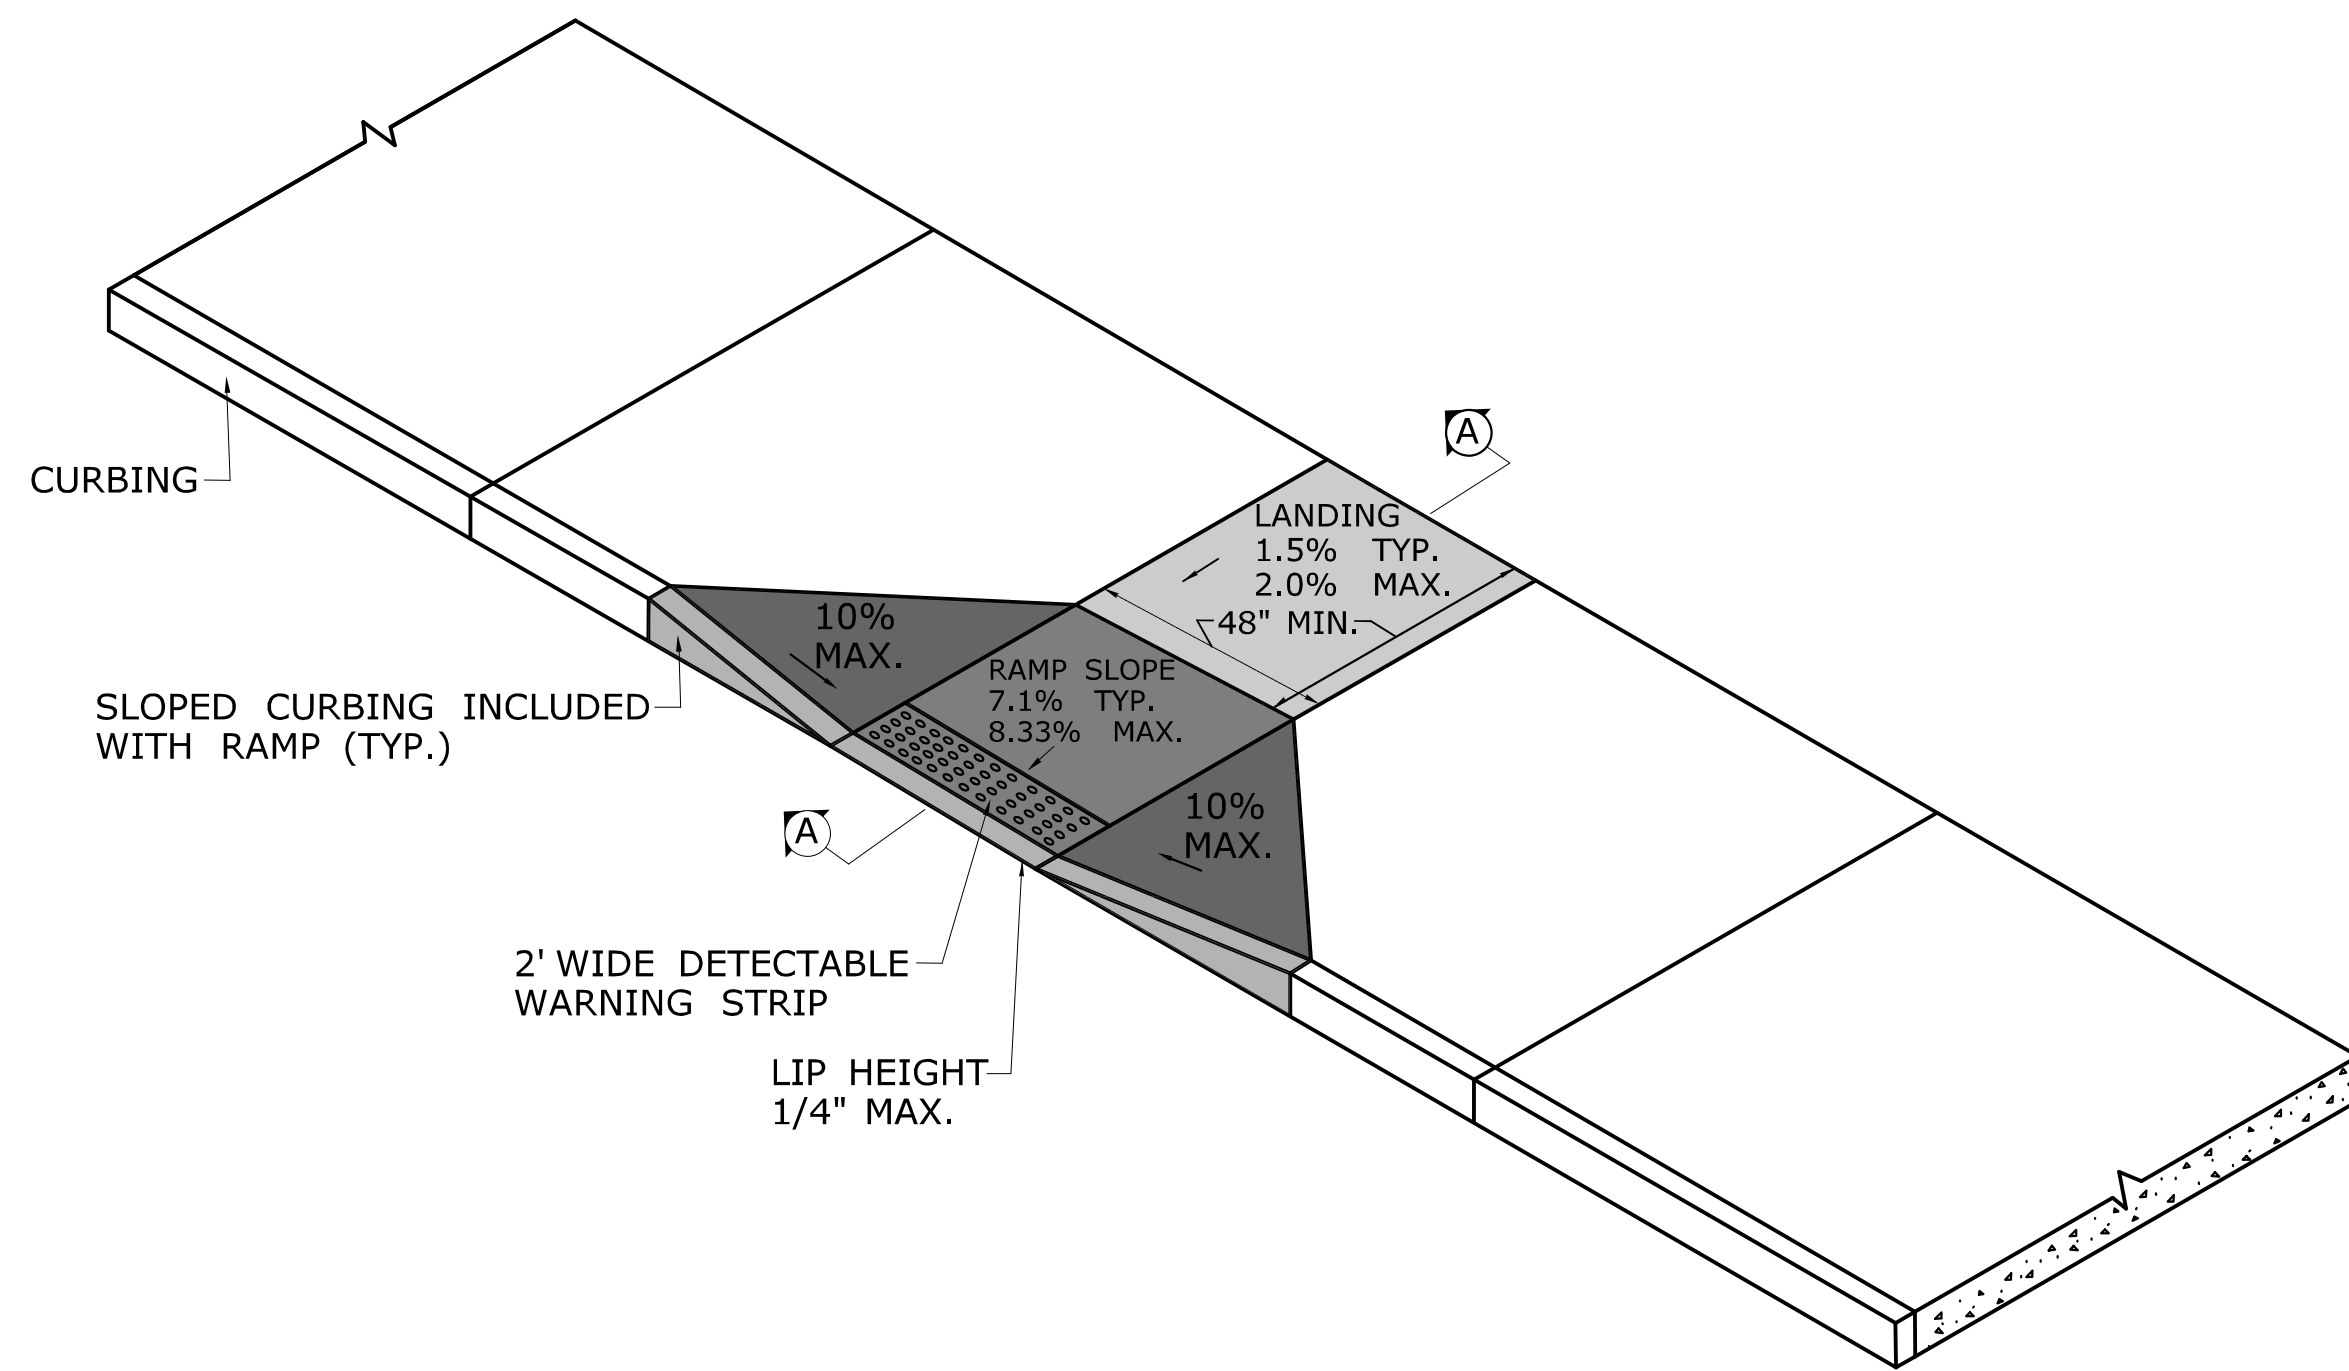 A
CURBING
LANDING
1.5% TYP.
2.0% MAX.
48" MIN.
10%
MAX.
RAMP SLOPE
7.1% TYP.
8.33% MAX.
SLOPED CURBING INCLUDED
WITH RAMP (TYP.)
10%
MAX.
A
2' WIDE DETECTABLE
WARNING STRIP
LIP HEIGHT
1/4" MAX.